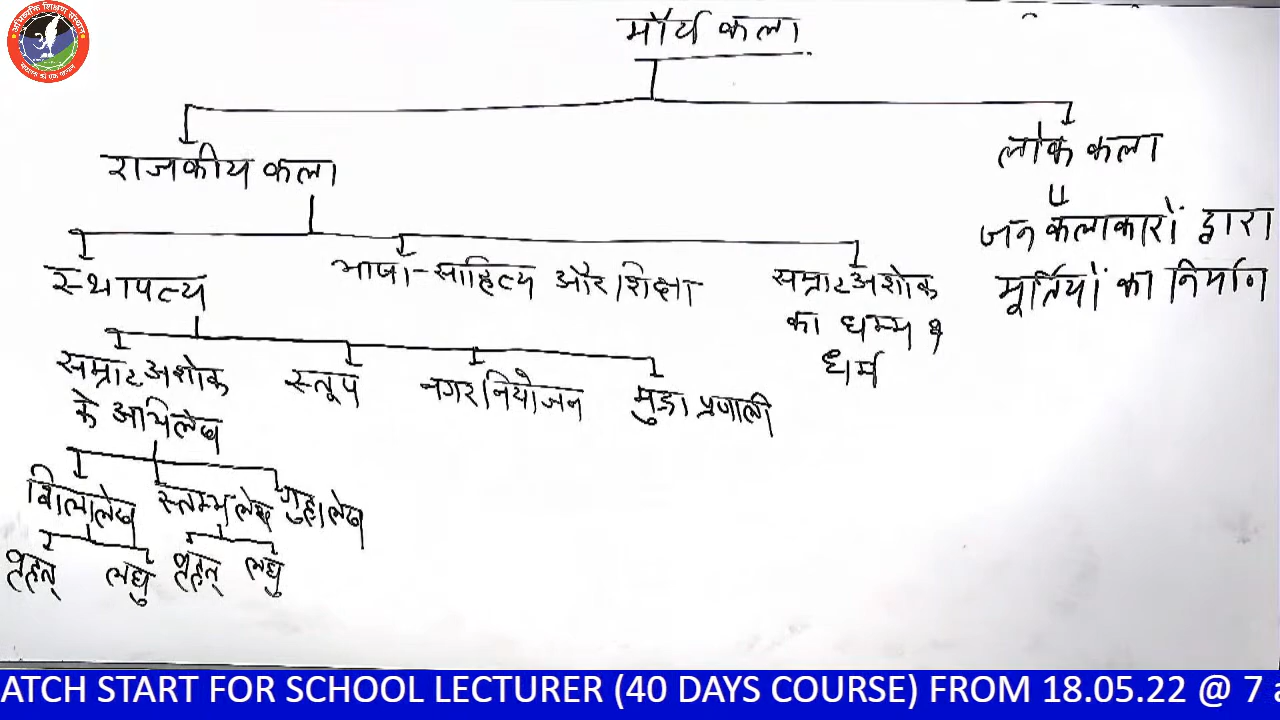 मौर्य कला
राजकीय कला
लोक कला
जन कलाकारों द्वारा
मूर्तियों का निर्माण
स्थापत्य
भाषा-साहित्य और शिक्षा
सम्राट अशोक
का धम्म
धर्म
सम्राट अशोक
के अभिलेख
स्तूप
नगर नियोजन
मुद्रा प्रणाली
शिलालेख
स्तम्भ लेख
गुहा लेख
बृहत्
लघु
बृहत्
लघु
ATCH START FOR SCHOOL LECTURER (40 DAYS COURSE) FROM 18.05.22 @ 7